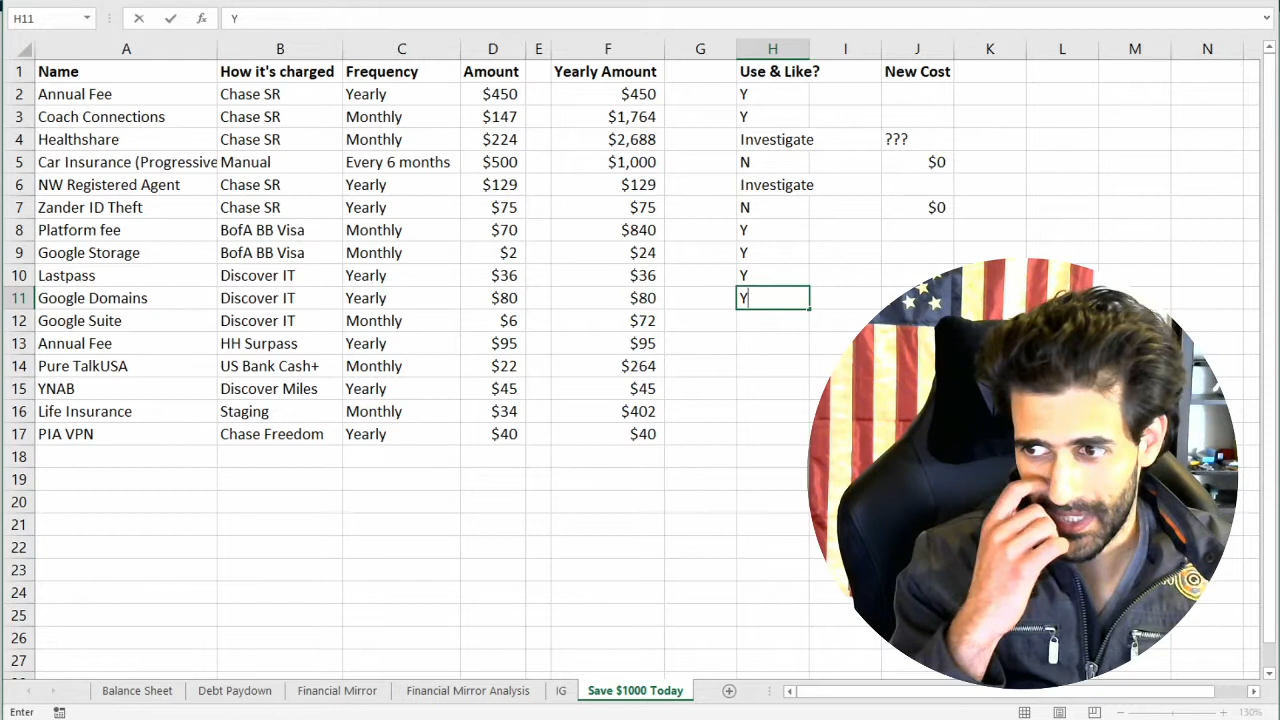 H11 fx Y
A B C D E F G H I J K L M N
1 Name How it's charged Frequency Amount Yearly Amount Use & Like? New Cost
2 Annual Fee Chase SR Yearly $450 $450 Y
3 Coach Connections Chase SR Monthly $147 $1,764 Y
4 Healthshare Chase SR Monthly $224 $2,688 Investigate ???
5 Car Insurance (Progressive Manual Every 6 months $500 $1,000 N $0
6 NW Registered Agent Chase SR Yearly $129 $129 Investigate
7 Zander ID Theft Chase SR Yearly $75 $75 N $0
8 Platform fee BofA BB Visa Monthly $70 $840 Y
9 Google Storage BofA BB Visa Monthly $2 $24 Y
10 Lastpass Discover IT Yearly $36 $36 Y
11 Google Domains Discover IT Yearly $80 $80 Y
12 Google Suite Discover IT Monthly $6 $72
13 Annual Fee HH Surpass Yearly $95 $95
14 Pure TalkUSA US Bank Cash+ Monthly $22 $264
15 YNAB Discover Miles Yearly $45 $45
16 Life Insurance Staging Monthly $34 $402
17 PIA VPN Chase Freedom Yearly $40 $40
18
19
20
21
22
23
24
25
26
27
Balance Sheet Debt Paydown Financial Mirror Financial Mirror Analysis IG Save $1000 Today
Enter 130%